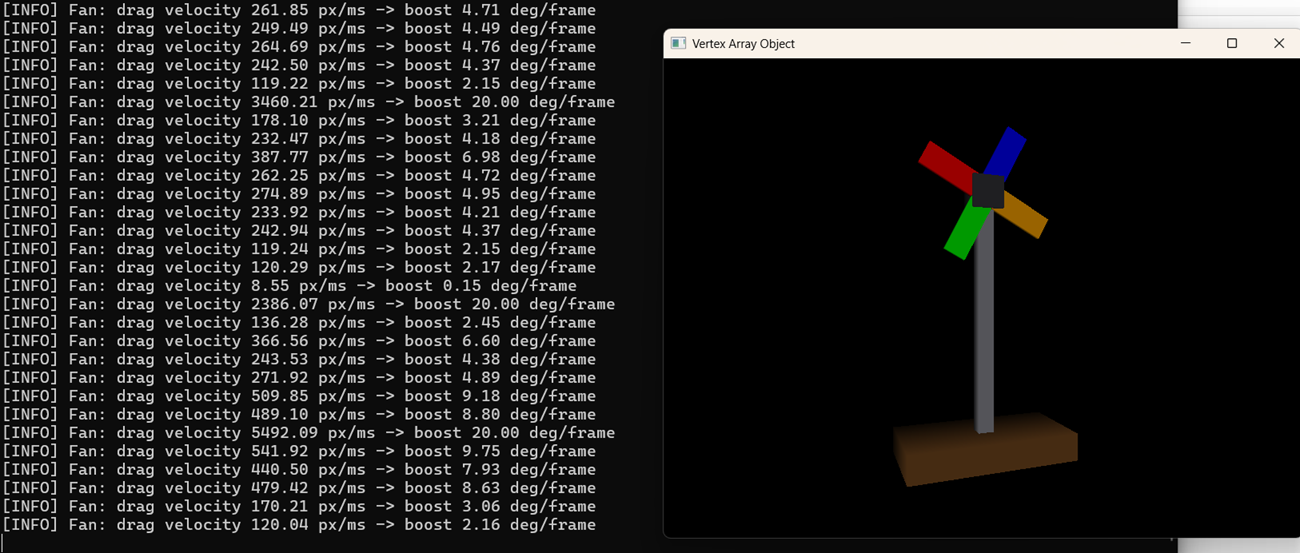 [INFO] Fan: drag velocity 261.85 px/ms -> boost 4.71 deg/frame
[INFO] Fan: drag velocity 249.49 px/ms -> boost 4.49 deg/frame
[INFO] Fan: drag velocity 264.69 px/ms -> boost 4.76 deg/frame
[INFO] Fan: drag velocity 242.50 px/ms -> boost 4.37 deg/frame
[INFO] Fan: drag velocity 119.22 px/ms -> boost 2.15 deg/frame
[INFO] Fan: drag velocity 3460.21 px/ms -> boost 20.00 deg/frame
[INFO] Fan: drag velocity 178.10 px/ms -> boost 3.21 deg/frame
[INFO] Fan: drag velocity 232.47 px/ms -> boost 4.18 deg/frame
[INFO] Fan: drag velocity 387.77 px/ms -> boost 6.98 deg/frame
[INFO] Fan: drag velocity 262.25 px/ms -> boost 4.72 deg/frame
[INFO] Fan: drag velocity 274.89 px/ms -> boost 4.95 deg/frame
[INFO] Fan: drag velocity 233.92 px/ms -> boost 4.21 deg/frame
[INFO] Fan: drag velocity 242.94 px/ms -> boost 4.37 deg/frame
[INFO] Fan: drag velocity 119.24 px/ms -> boost 2.15 deg/frame
[INFO] Fan: drag velocity 120.29 px/ms -> boost 2.17 deg/frame
[INFO] Fan: drag velocity 8.55 px/ms -> boost 0.15 deg/frame
[INFO] Fan: drag velocity 2386.07 px/ms -> boost 20.00 deg/frame
[INFO] Fan: drag velocity 136.28 px/ms -> boost 2.45 deg/frame
[INFO] Fan: drag velocity 366.56 px/ms -> boost 6.60 deg/frame
[INFO] Fan: drag velocity 243.53 px/ms -> boost 4.38 deg/frame
[INFO] Fan: drag velocity 271.92 px/ms -> boost 4.89 deg/frame
[INFO] Fan: drag velocity 509.85 px/ms -> boost 9.18 deg/frame
[INFO] Fan: drag velocity 489.10 px/ms -> boost 8.80 deg/frame
[INFO] Fan: drag velocity 5492.09 px/ms -> boost 20.00 deg/frame
[INFO] Fan: drag velocity 541.92 px/ms -> boost 9.75 deg/frame
[INFO] Fan: drag velocity 440.50 px/ms -> boost 7.93 deg/frame
[INFO] Fan: drag velocity 479.42 px/ms -> boost 8.63 deg/frame
[INFO] Fan: drag velocity 170.21 px/ms -> boost 3.06 deg/frame
[INFO] Fan: drag velocity 120.04 px/ms -> boost 2.16 deg/frame
Vertex Array Object